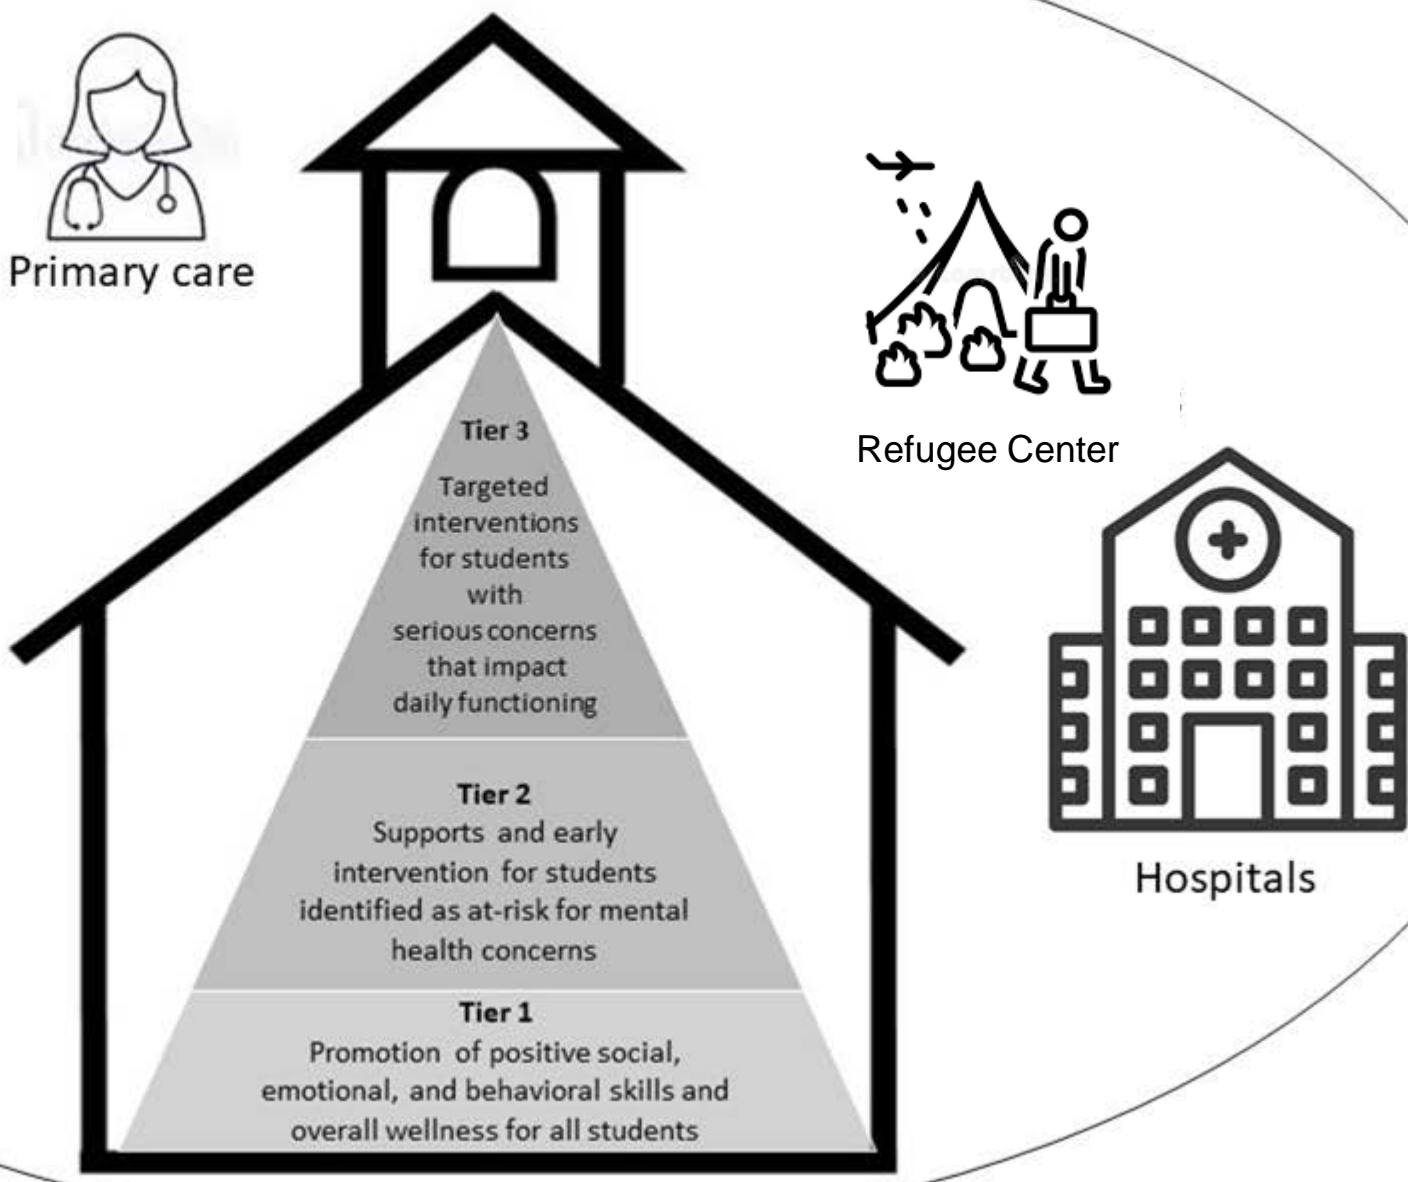 Primary care
Refugee Center
Hospitals
Tier 3
Targeted
interventions
for students
with
serious concerns
that impact
daily functioning
Tier 2
Supports and early
intervention for students
identified as at-risk for mental
health concerns
Tier 1
Promotion of positive social,
emotional, and behavioral skills and
overall wellness for all students